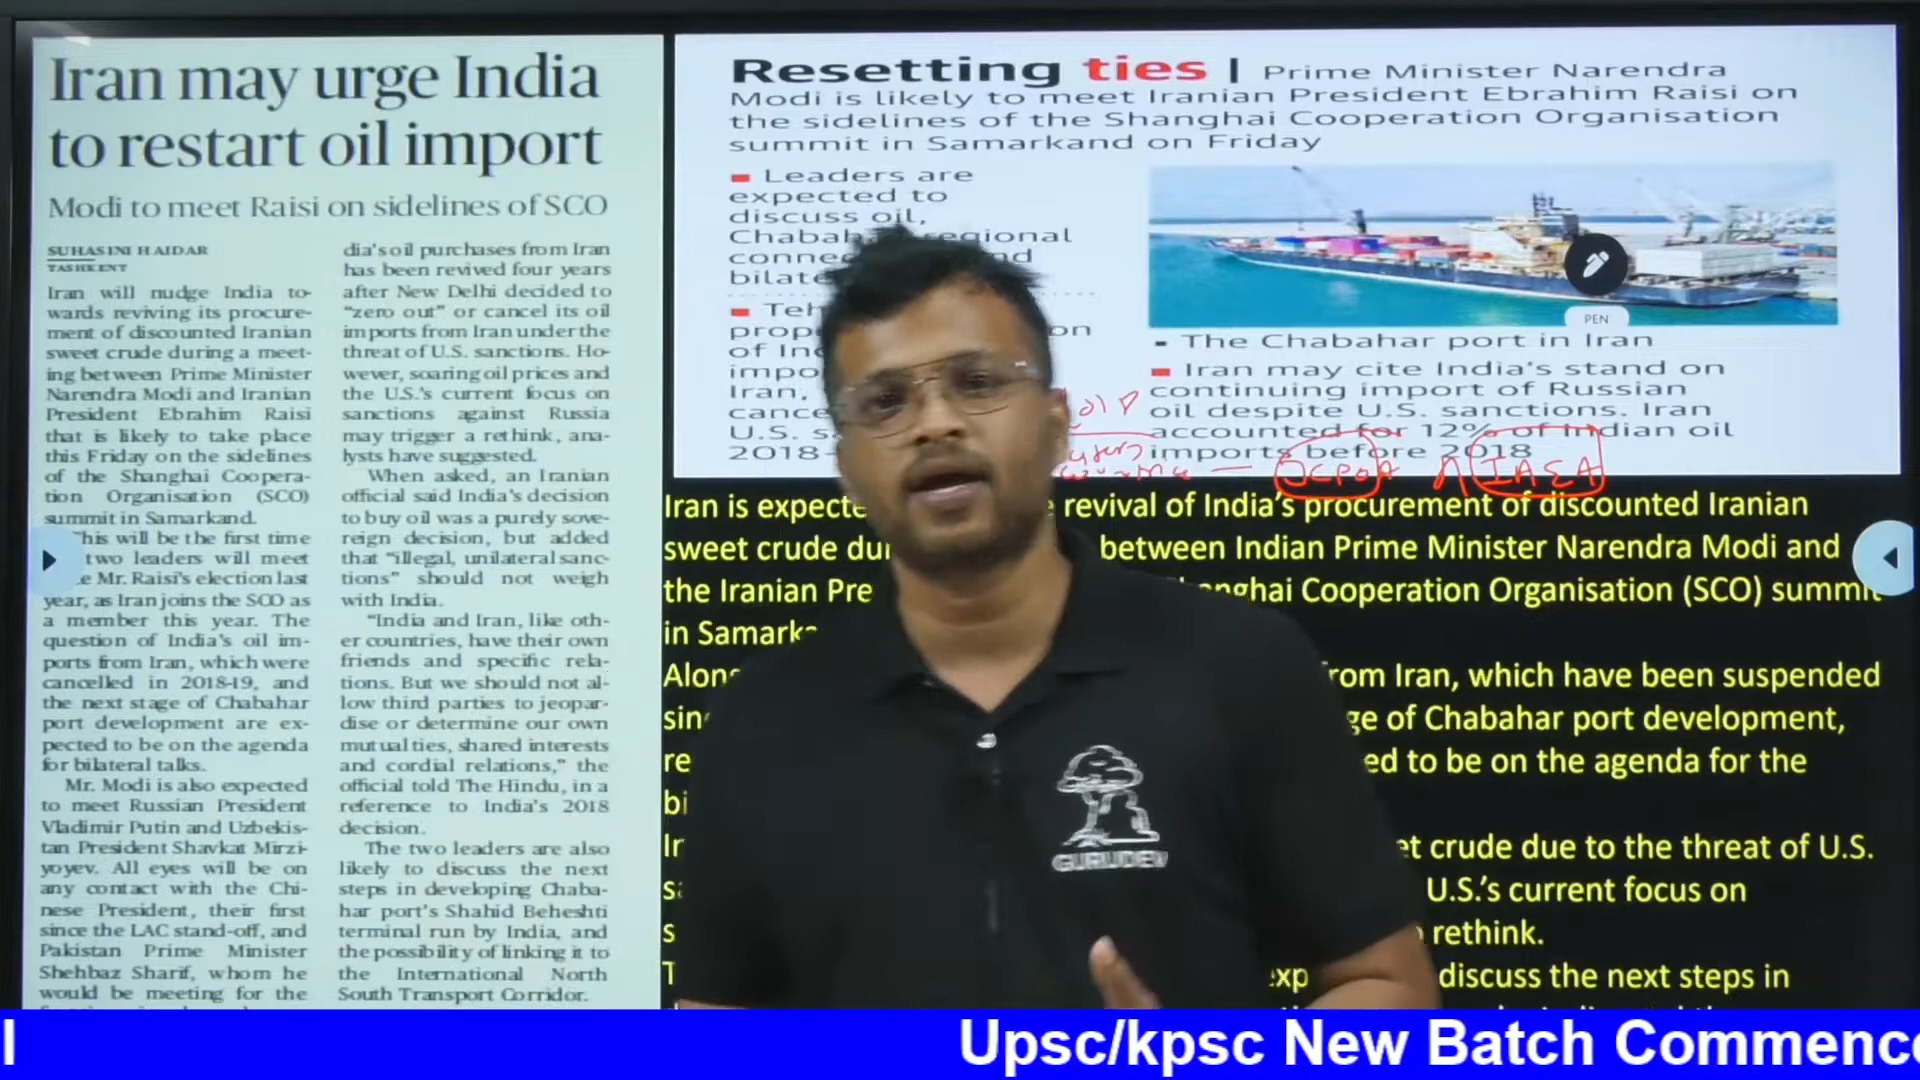 Iran may urge India
to restart oil import
Modi to meet Raisi on sidelines of SCO
SUHASINI HAIDAR
TASHKENT
Iran will nudge India to-
wards reviving its procure-
ment of discounted Iranian
sweet crude during a meet-
ing between Prime Minister
Narendra Modi and Iranian
President Ebrahim Raisi
that is likely to take place
this Friday on the sidelines
of the Shanghai Coopera-
tion Organisation (SCO)
summit in Samarkand.
This will be the first time
two leaders will meet
Mr. Raisi's election last
year, as Iran joins the SCO as
a member this year. The
question of India's oil im-
ports from Iran, which were
cancelled in 2018-19, and
the next stage of Chabahar
port development are ex-
pected to be on the agenda
for bilateral talks.
Mr. Modi is also expected
to meet Russian President
Vladimir Putin and Uzbekis-
tan President Shavkat Mirzi-
yoyev. All eyes will be on
any contact with the Chi-
nese President, their first
since the LAC stand-off, and
Pakistan Prime Minister
Shehbaz Sharif, whom he
would be meeting for the
dia's oil purchases from Iran
has been revived four years
after New Delhi decided to
"zero out" or cancel its oil
imports from Iran under the
threat of U.S. sanctions. Ho-
wever, soaring oil prices and
the U.S.'s current focus on
sanctions against Russia
may trigger a rethink, ana-
lysts have suggested.
When asked, an Iranian
official said India's decision
to buy oil was a purely sove-
reign decision, but added
that "illegal, unilateral sanc-
tions" should not weigh
with India.
"India and Iran, like oth-
er countries, have their own
friends and specific rela-
tions. But we should not al-
low third parties to jeopar-
dise or determine our own
mutual ties, shared interests
and cordial relations," the
official told The Hindu, in a
reference to India's 2018
decision.
The two leaders are also
likely to discuss the next
steps in developing Chaba-
har port's Shahid Beheshti
terminal run by India, and
the possibility of linking it to
the International North
South Transport Corridor.
Resetting ties | Prime Minister Narendra
Modi is likely to meet Iranian President Ebrahim Raisi on
the sidelines of the Shanghai Cooperation Organisation
summit in Samarkand on Friday
Leaders are
expected to
discuss oil,
Chabahar regional
PEN
The Chabahar port in Iran
Iran may cite India's stand on
continuing import of Russian
oil despite U.S. sanctions. Iran
accounted for 12% of Indian oil
imports before 2018
of
Iran,
U.S.
2018-
JCPOA IAEA
Iran is revival of India's procurement of discounted Iranian
sweet crude between Indian Prime Minister Narendra Modi and
the Iranian Shanghai Cooperation Organisation (SCO) summit
in
from Iran, which have been suspended
of Chabahar port development,
to be on the agenda for the
crude due to the threat of U.S.
U.S.'s current focus on
rethink.
discuss the next steps in
GURUDEV
Upsc/kpsc New Batch Commence